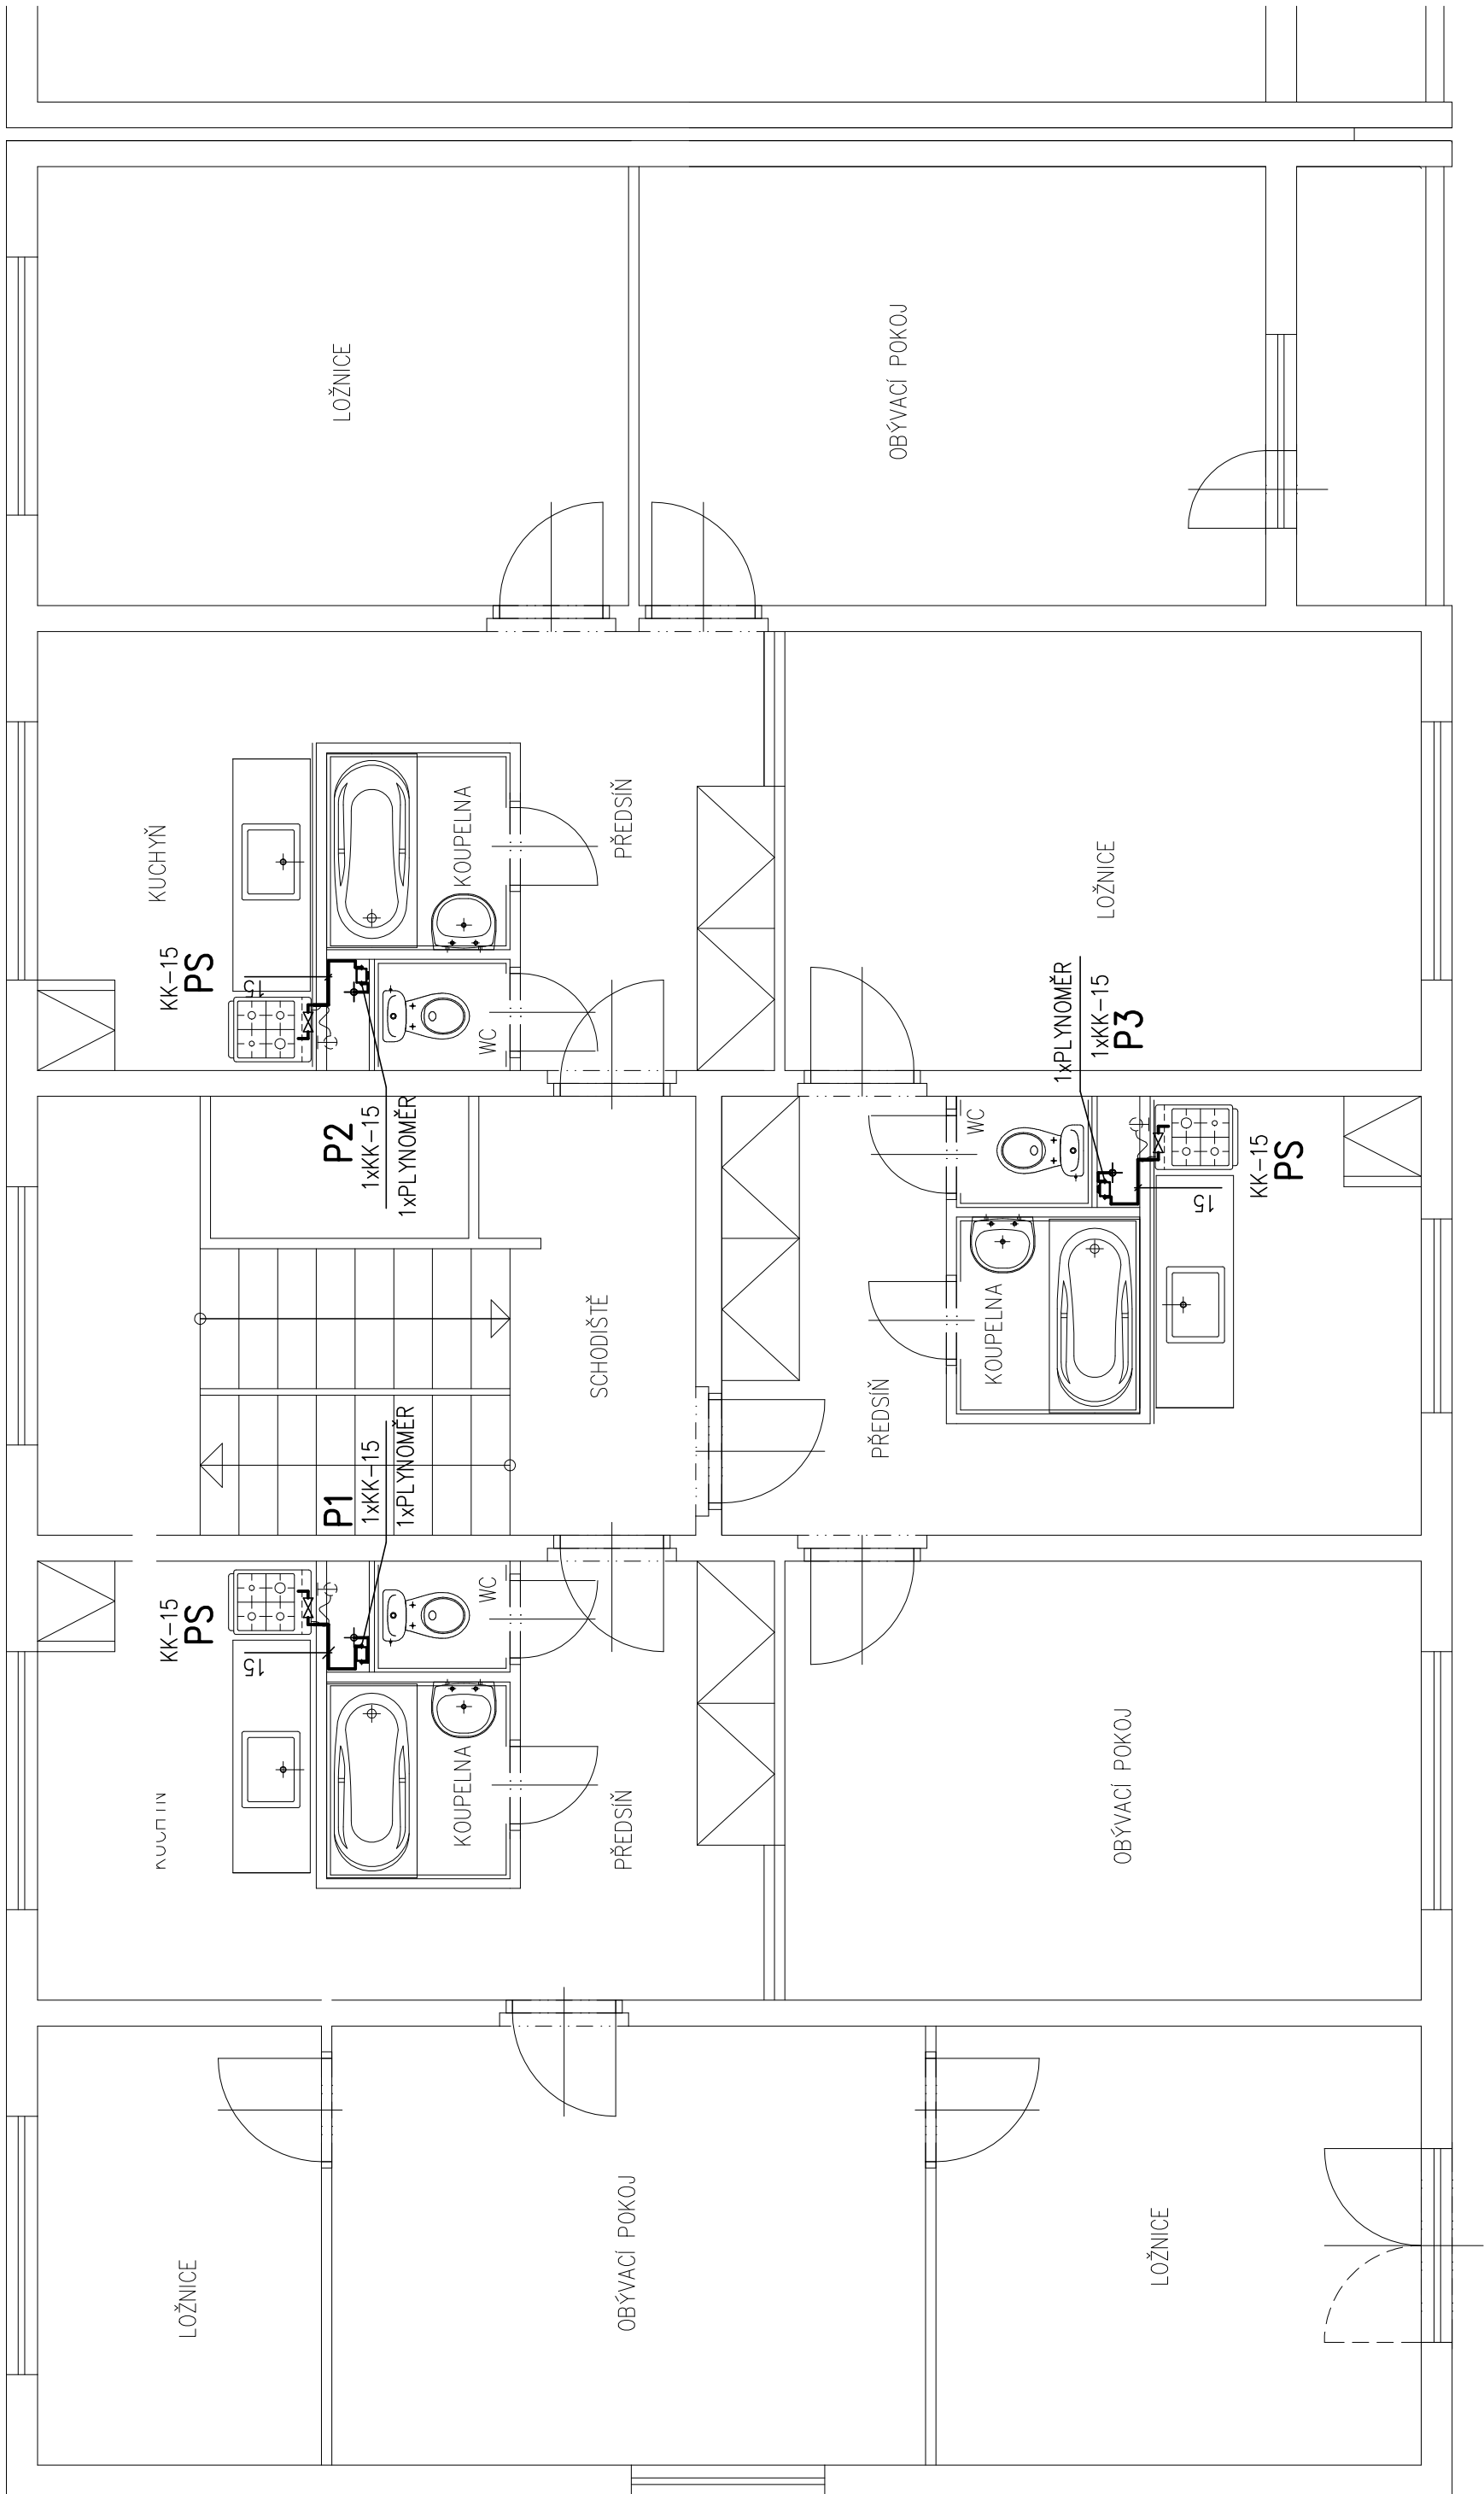 LOŽNICE
OBÝVACÍ POKOJ
KUCHYŇ
KOUPELNA
PŘEDSÍŇ
LOŽNICE
KK-15
PS
15
WC
P2
1xKK-15
1xPLYNOMĚR
1xPLYNOMĚR
1xKK-15
P3
WC
KK-15
PS
15
KOUPELNA
PŘEDSÍŇ
SCHODIŠTĚ
P1
1xKK-15
1xPLYNOMĚR
KK-15
PS
15
WC
KOUPELNA
PŘEDSÍŇ
OBÝVACÍ POKOJ
LOŽNICE
OBÝVACÍ POKOJ
LOŽNICE